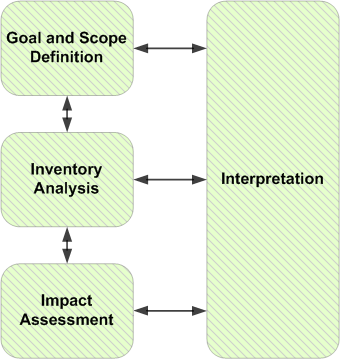 Goal and Scope
Definition
Inventory
Analysis
Interpretation
Impact
Assessment